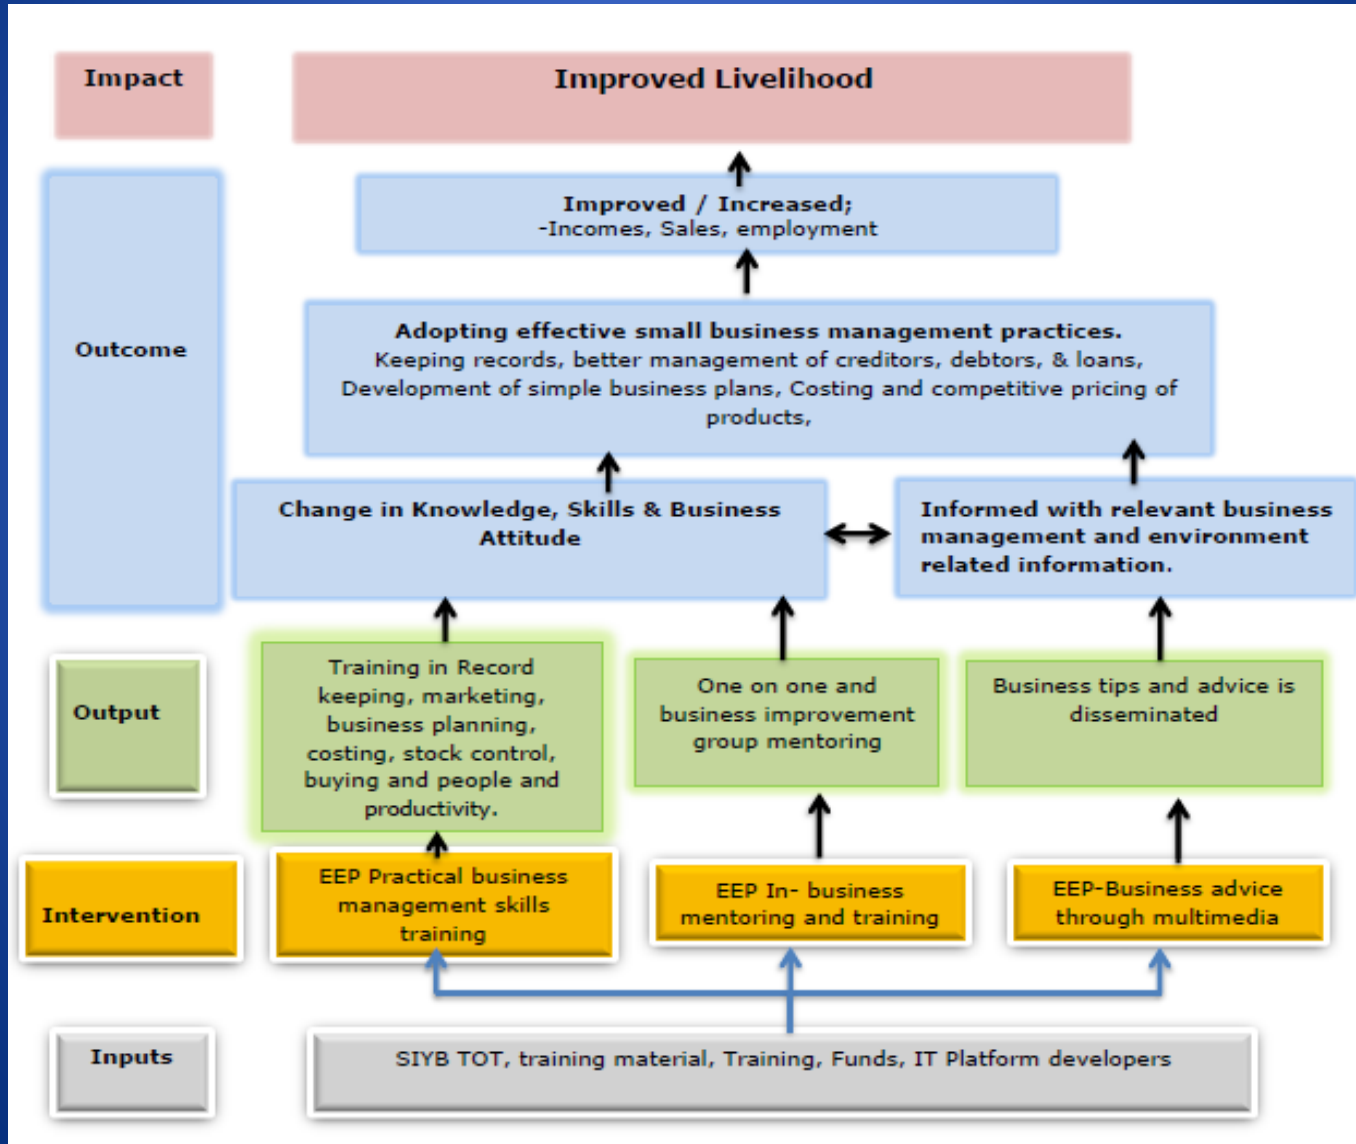 Impact
Improved Livelihood
Improved / Increased;
-Incomes, Sales, employment
Outcome
Adopting effective small business management practices.
Keeping records, better management of creditors, debtors, & loans,
Development of simple business plans, Costing and competitive pricing of
products,
Change in Knowledge, Skills & Business
Attitude
Informed with relevant business
management and environment
related information.
Output
Training in Record
keeping, marketing,
business planning,
costing, stock control,
buying and people and
productivity.
One on one and
business improvement
group mentoring
Business tips and advice is
disseminated
Intervention
EEP Practical business
management skills
training
EEP In- business
mentoring and training
EEP-Business advice
through multimedia
Inputs
SIYB TOT, training material, Training, Funds, IT Platform developers